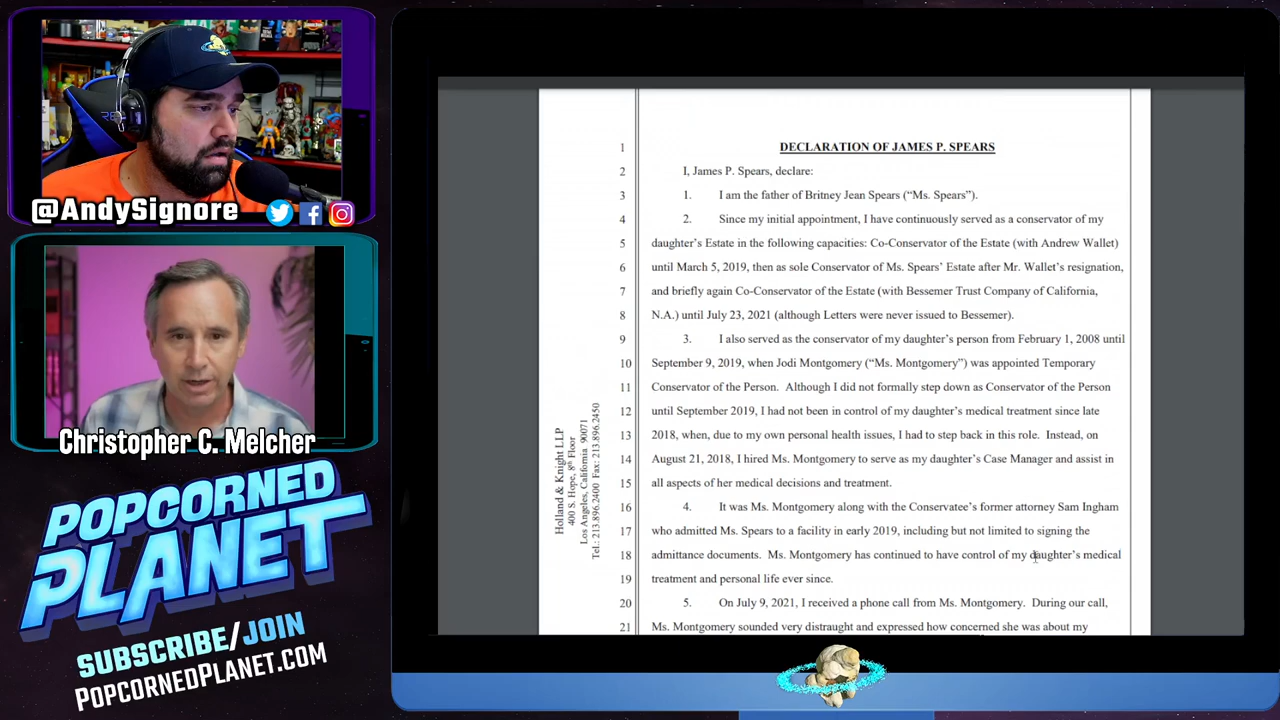 @AndySignore
Christopher C. Melcher
POPCORNED
PLANET
SUBSCRIBE/JOIN
POPCORNEDPLANET.COM
Holland & Knight LLP
400 S. Hope, 8th Floor
Los Angeles, California 90071
Tel.: 213.896.2400 Fax: 213.896.2450
1 DECLARATION OF JAMES P. SPEARS
2 I, James P. Spears, declare:
3 1. I am the father of Britney Jean Spears (“Ms. Spears”).
4 2. Since my initial appointment, I have continuously served as a conservator of my
5 daughter’s Estate in the following capacities: Co-Conservator of the Estate (with Andrew Wallet)
6 until March 5, 2019, then as sole Conservator of Ms. Spears’ Estate after Mr. Wallet’s resignation,
7 and briefly again Co-Conservator of the Estate (with Bessemer Trust Company of California,
8 N.A.) until July 23, 2021 (although Letters were never issued to Bessemer).
9 3. I also served as the conservator of my daughter’s person from February 1, 2008 until
10 September 9, 2019, when Jodi Montgomery (“Ms. Montgomery”) was appointed Temporary
11 Conservator of the Person. Although I did not formally step down as Conservator of the Person
12 until September 2019, I had not been in control of my daughter’s medical treatment since late
13 2018, when, due to my own personal health issues, I had to step back in this role. Instead, on
14 August 21, 2018, I hired Ms. Montgomery to serve as my daughter’s Case Manager and assist in
15 all aspects of her medical decisions and treatment.
16 4. It was Ms. Montgomery along with the Conservatee’s former attorney Sam Ingham
17 who admitted Ms. Spears to a facility in early 2019, including but not limited to signing the
18 admittance documents. Ms. Montgomery has continued to have control of my daughter’s medical
19 treatment and personal life ever since.
20 5. On July 9, 2021, I received a phone call from Ms. Montgomery. During our call,
21 Ms. Montgomery sounded very distraught and expressed how concerned she was about my